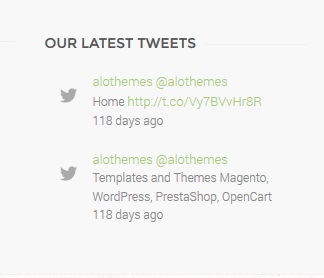 OUR LATEST TWEETS
alothemes @alothemes
Home http://t.co/Vy7BVvHr8R
118 days ago
alothemes @alothemes
Templates and Themes Magento,
WordPress, PrestaShop, OpenCart
118 days ago